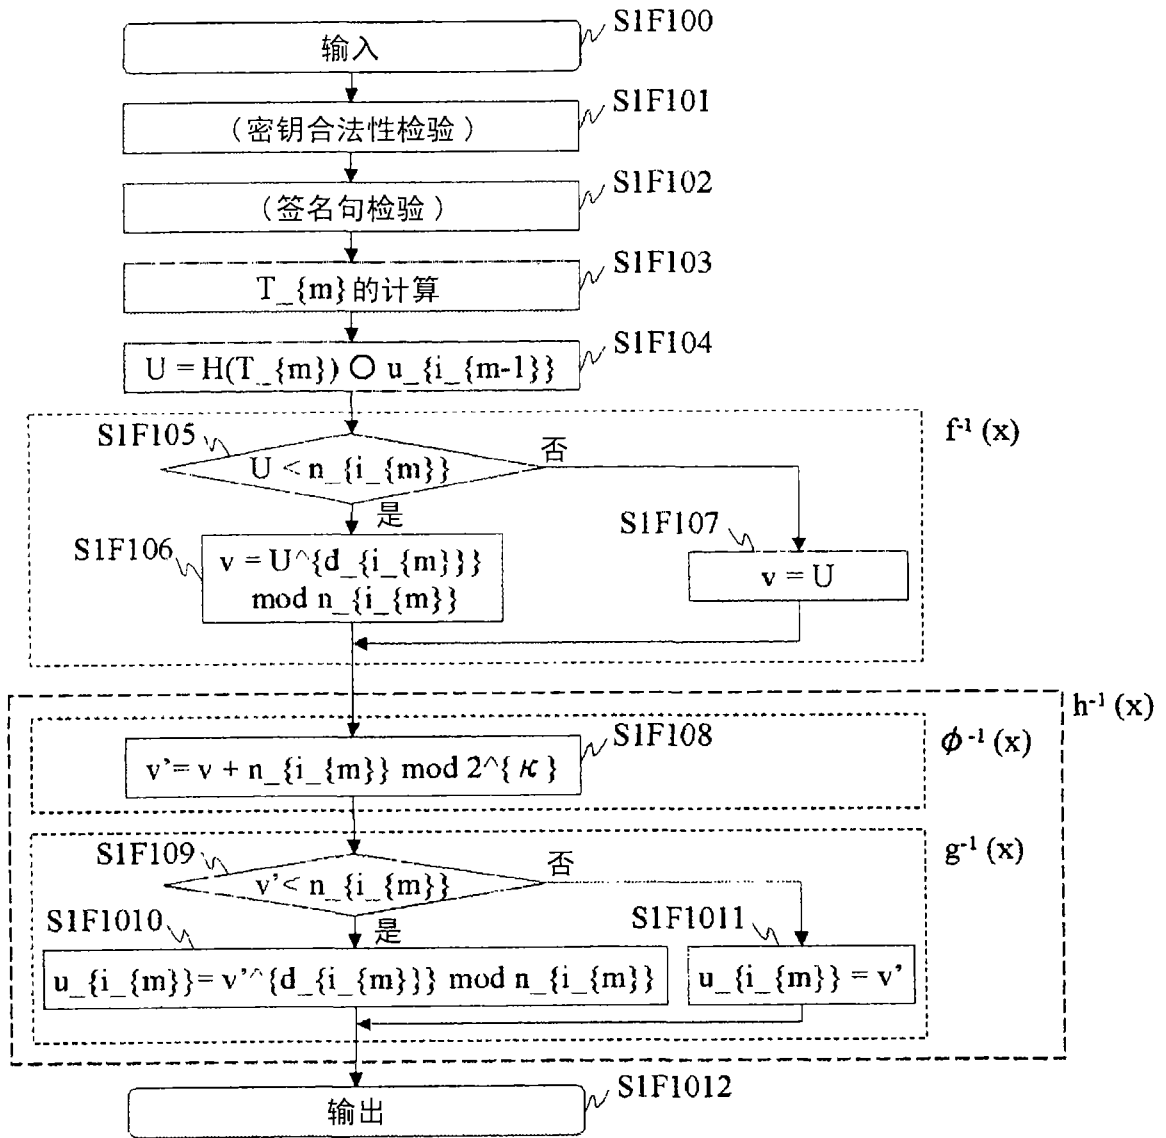 输入
S1F100
(密钥合法性检验)
S1F101
(签名句检验)
S1F102
T_{m}的计算
S1F103
U = H(T_{m}) ○ u_{i_{m-1}}
S1F104
f⁻¹ (x)
S1F105
U < n_{i_{m}}
否
是
S1F106
v = U^{d_{i_{m}}}
mod n_{i_{m}}
S1F107
v = U
h⁻¹ (x)
ϕ⁻¹ (x)
S1F108
v'= v + n_{i_{m}} mod 2^{κ}
g⁻¹ (x)
S1F109
v'< n_{i_{m}}
否
是
S1F1010
u_{i_{m}}= v'^{d_{i_{m}}} mod n_{i_{m}}
S1F1011
u_{i_{m}} = v'
输出
S1F1012